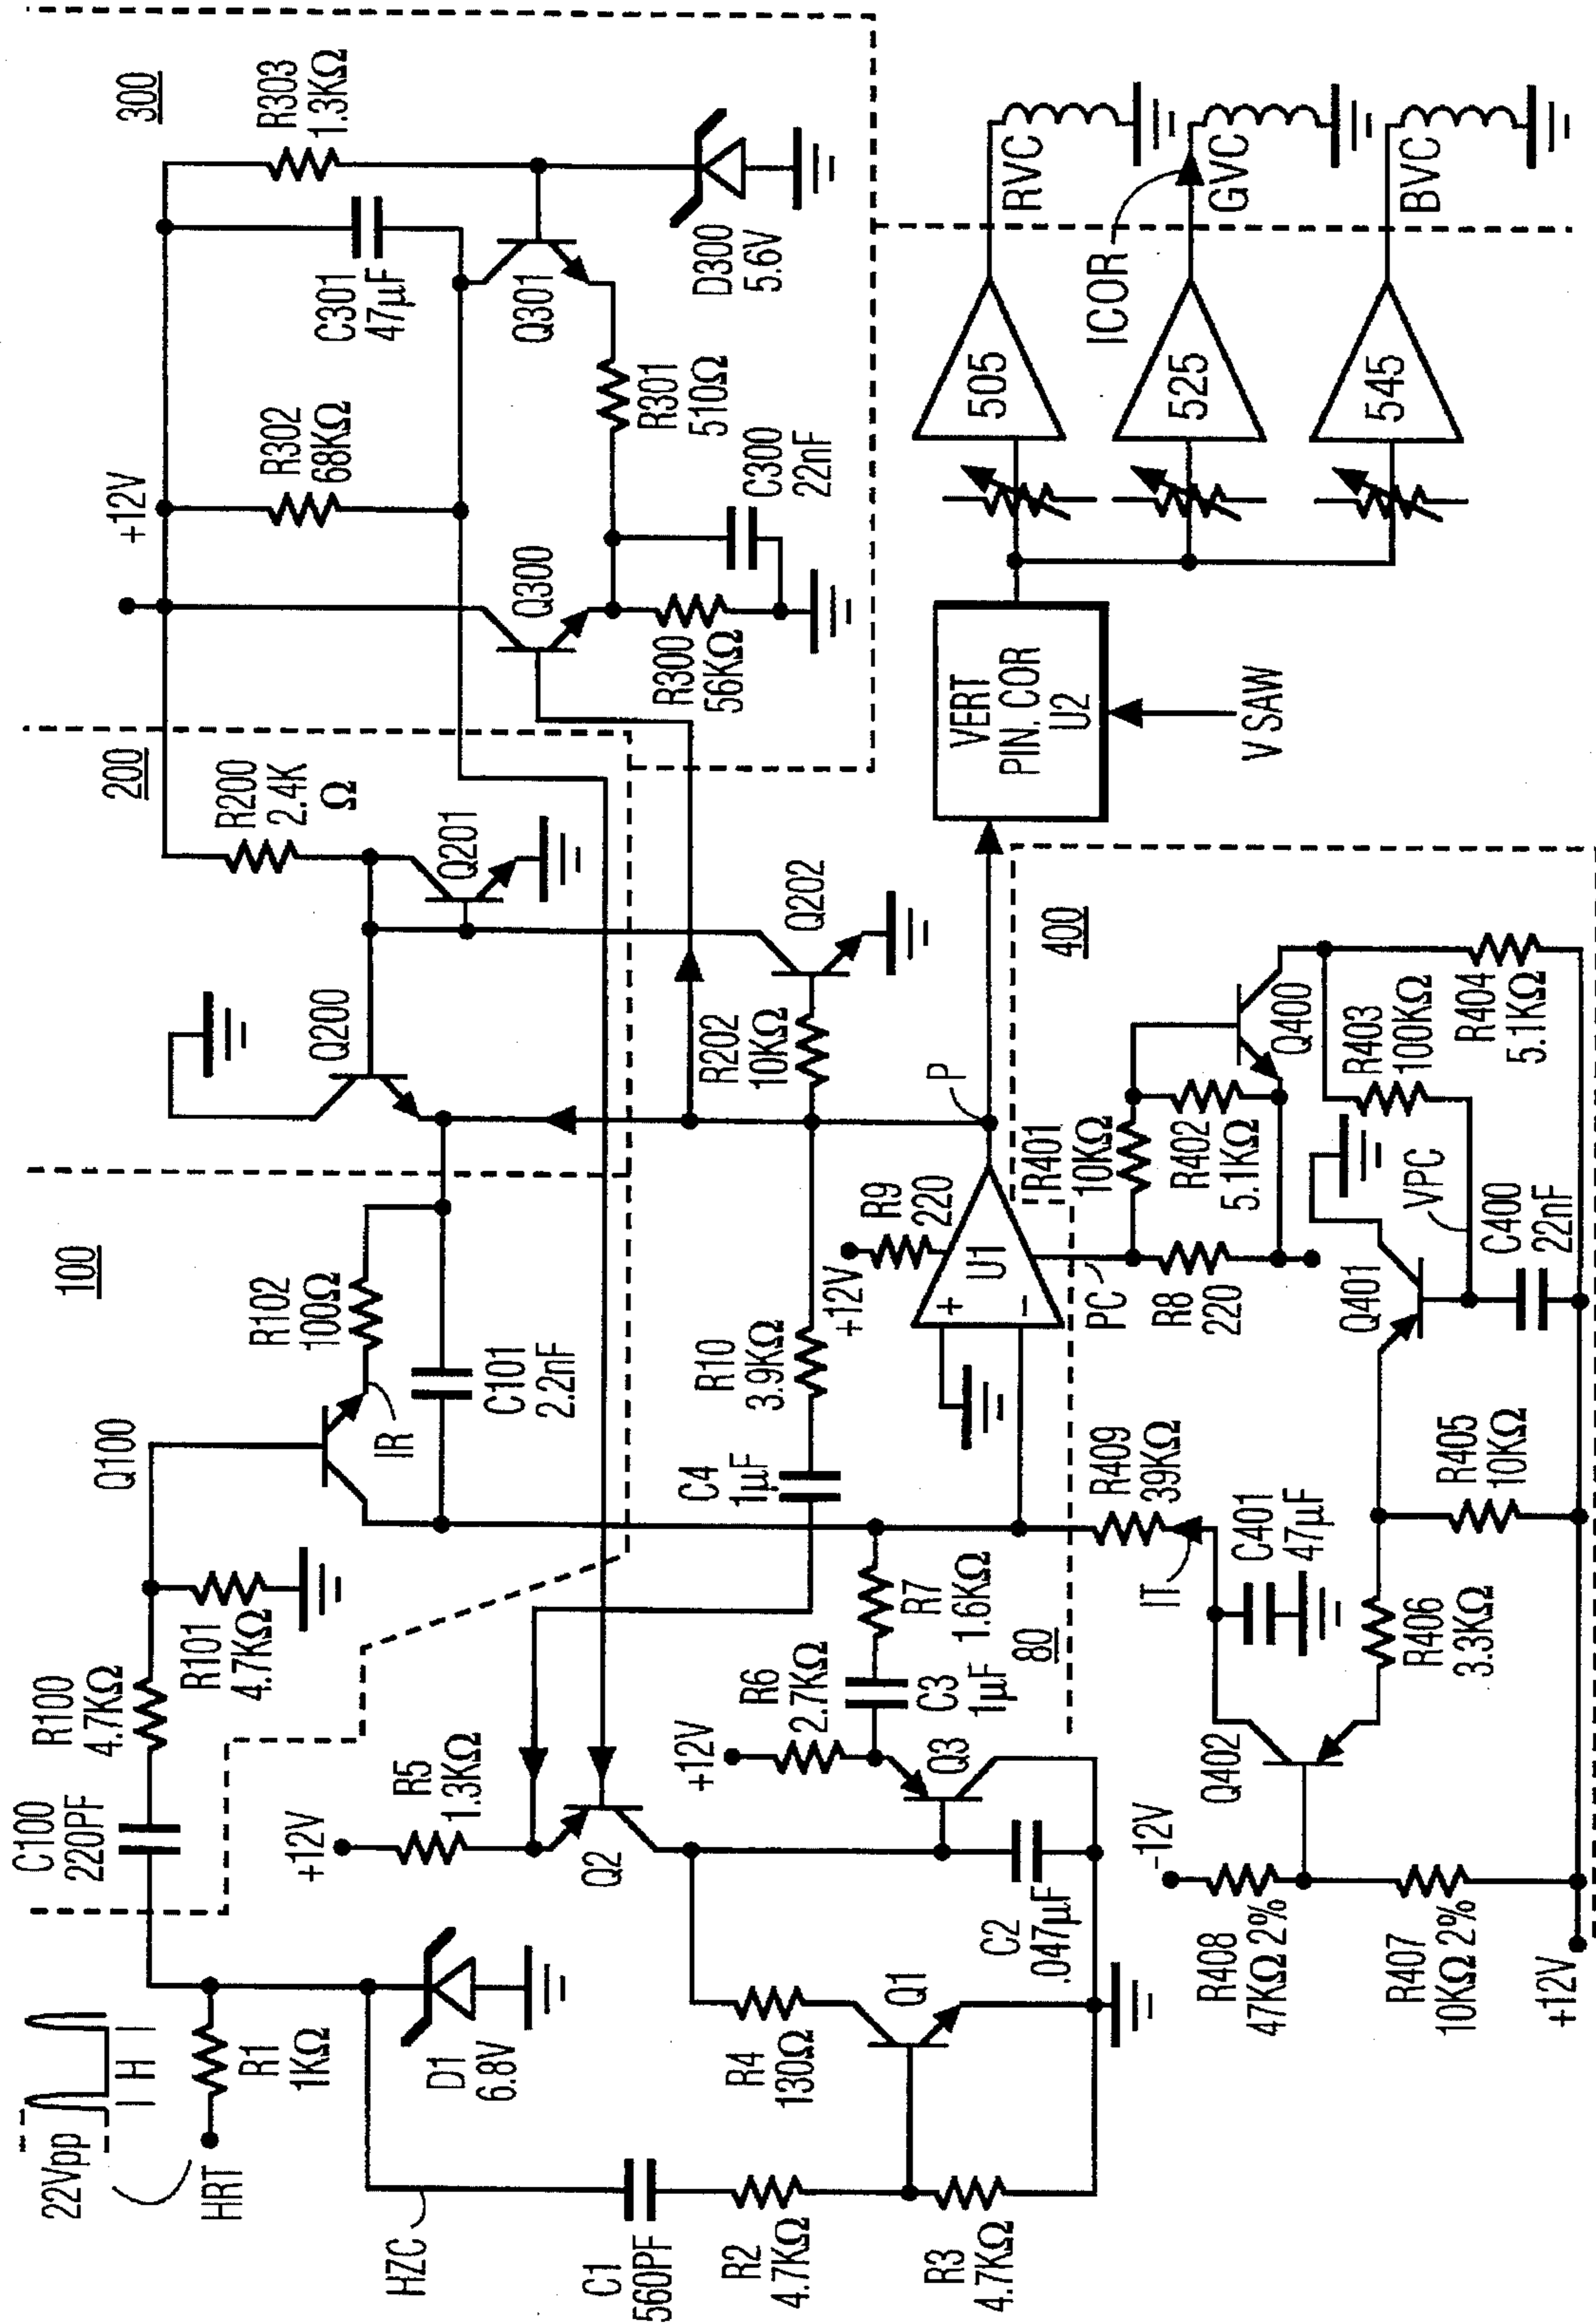 22Vpp
I H I
HRT
R1
1KΩ
HZC
D1
6.8V
C1
560PF
R2
4.7KΩ
R3
4.7KΩ
R4
130Ω
Q1
C2
.047µF
+12V
R5
1.3KΩ
Q2
+12V
R6
2.7KΩ
Q3
C3
1µF
R7
1.6KΩ
80
C4
1µF
R10
3.9KΩ
+12V
R9
220
U1
+
-
P
PC
C100
220PF
R100
4.7KΩ
R101
4.7KΩ
Q100
IR
R102
100Ω
C101
2.2nF
100
200
Q200
R200
2.4K
Ω
Q201
R202
10KΩ
Q202
300
+12V
R302
68KΩ
C301
47µF
R303
1.3KΩ
Q300
Q301
R301
510Ω
R300
56KΩ
C300
22nF
D300
5.6V
VERT
PIN. COR
U2
V SAW
505
525
545
RVC
ICOR
GVC
BVC
400
R401
10KΩ
R402
5.1KΩ
R8
220
Q400
R403
100KΩ
R404
5.1KΩ
VPC
C400
22nF
Q401
R409
39KΩ
IT
C401
47µF
R405
10KΩ
R406
3.3KΩ
Q402
-12V
R408
47KΩ 2%
R407
10KΩ 2%
+12V